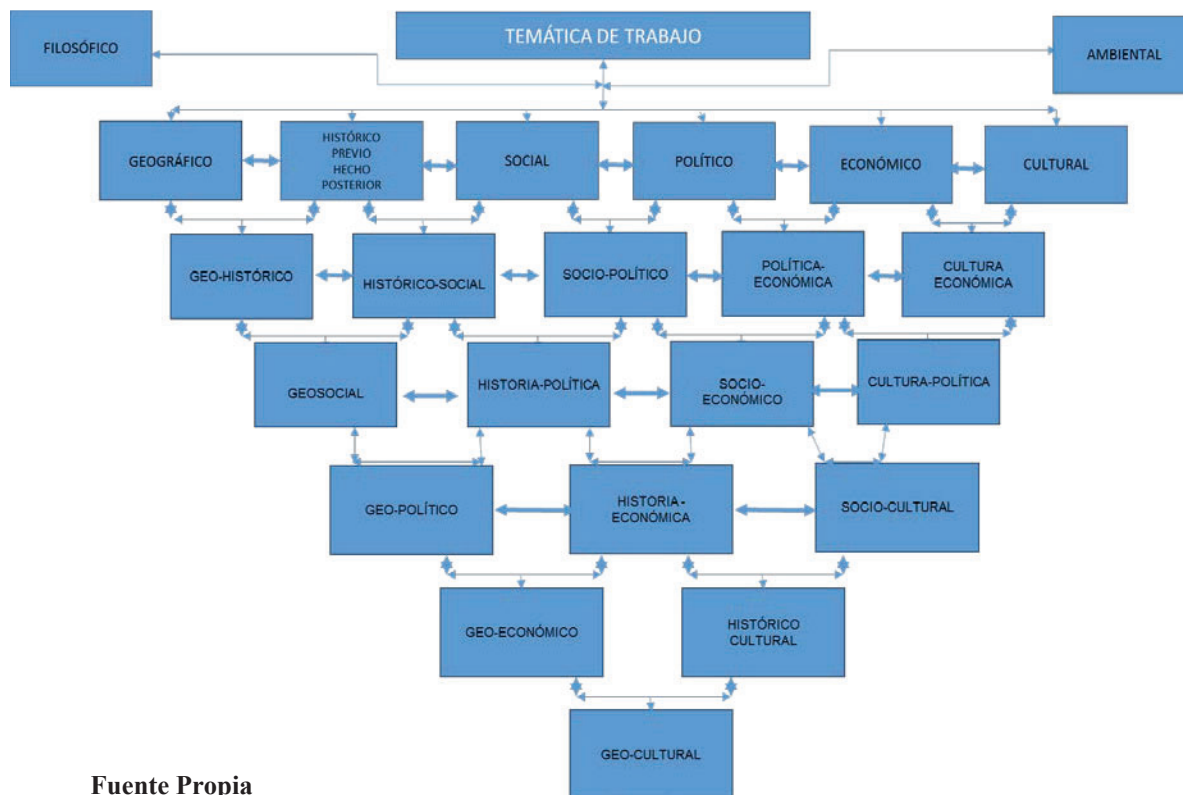 TEMÁTICA DE TRABAJO
FILOSÓFICO
AMBIENTAL
GEOGRÁFICO
HISTÓRICO
PREVIO
HECHO
POSTERIOR
SOCIAL
POLÍTICO
ECONÓMICO
CULTURAL
GEO-HISTÓRICO
HISTÓRICO-SOCIAL
SOCIO-POLÍTICO
POLÍTICA-
ECONÓMICA
CULTURA
ECONÓMICA
GEOSOCIAL
HISTORIA-POLÍTICA
SOCIO-
ECONÓMICO
CULTURA-POLÍTICA
GEO-POLÍTICO
HISTORIA-
ECONÓMICA
SOCIO-CULTURAL
GEO-ECONÓMICO
HISTÓRICO
CULTURAL
GEO-CULTURAL
Fuente Propia